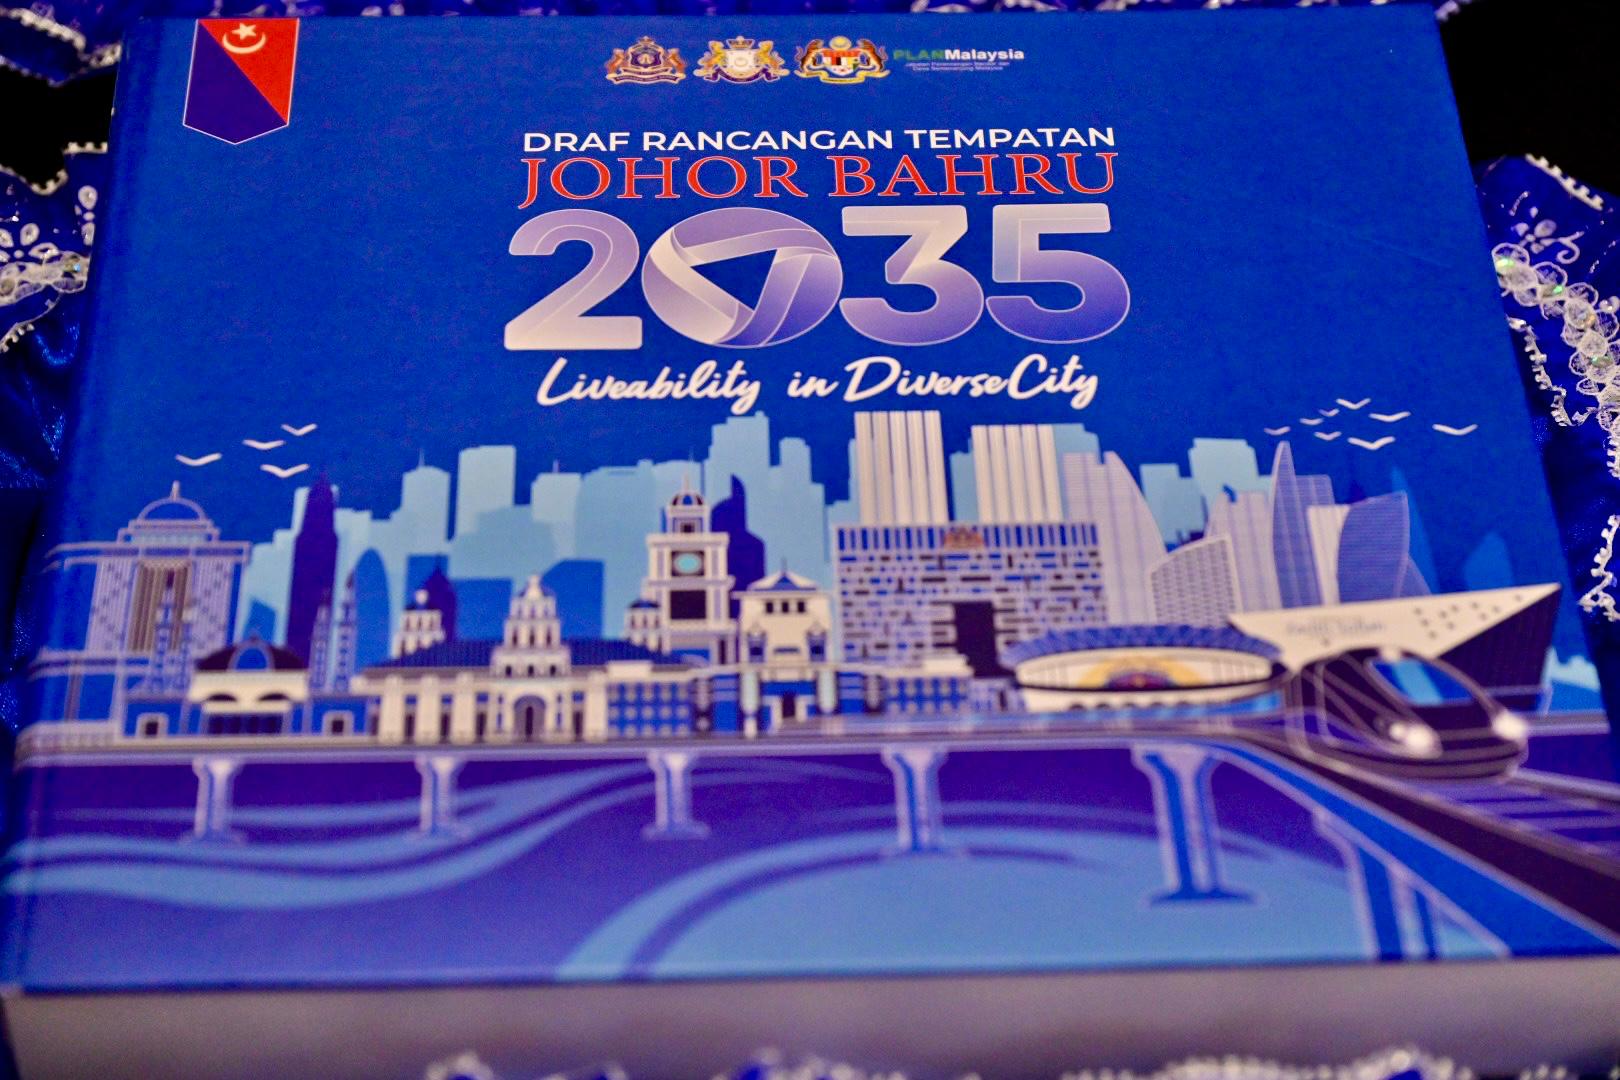 PLANMalaysia
DRAF RANCANGAN TEMPATAN
JOHOR BAHRU
2035
Liveability in DiverseCity